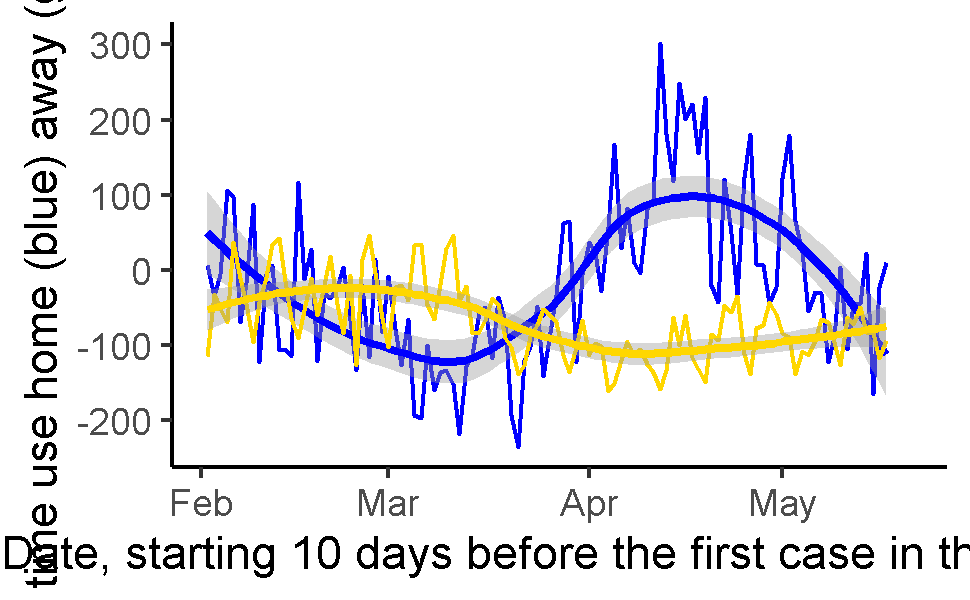 time use home (blue) away (
300
200
100
0
-100
-200
Feb Mar Apr May
Date, starting 10 days before the first case in th